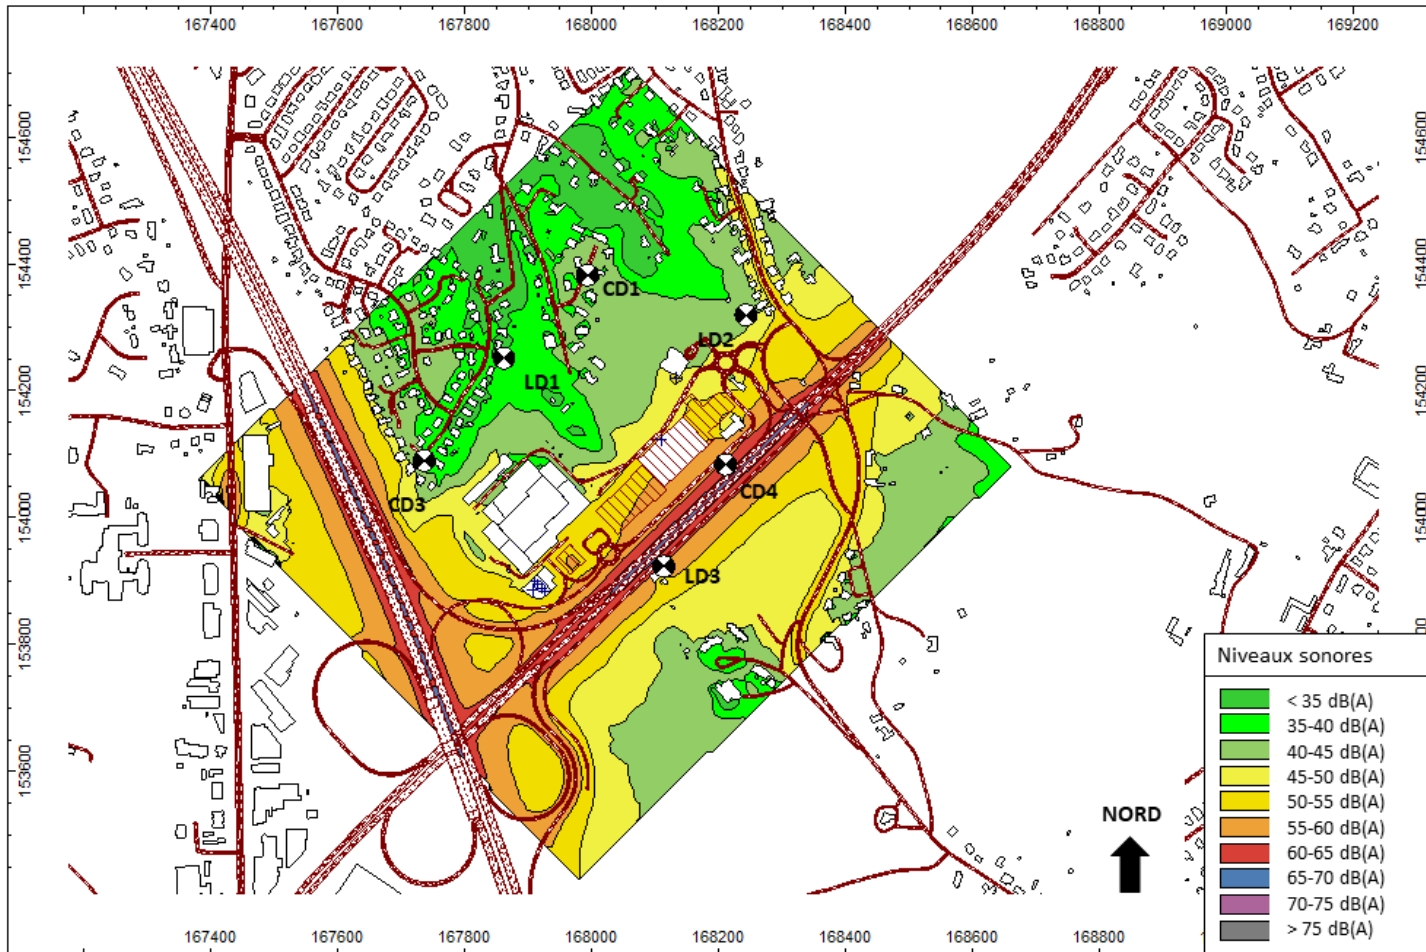 167400 167600 167800 168000 168200 168400 168600 168800 169000 169200
154600 154600
154400 154400
CD1
LD2
LD1
154200 154200
CD3
CD4
154000 154000
LD3
153800
Niveaux sonores
< 35 dB(A)
35-40 dB(A)
40-45 dB(A)
153600
45-50 dB(A)
50-55 dB(A)
NORD
55-60 dB(A)
60-65 dB(A)
65-70 dB(A)
70-75 dB(A)
> 75 dB(A)
167400 167600 167800 168000 168200 168400 168600 168800